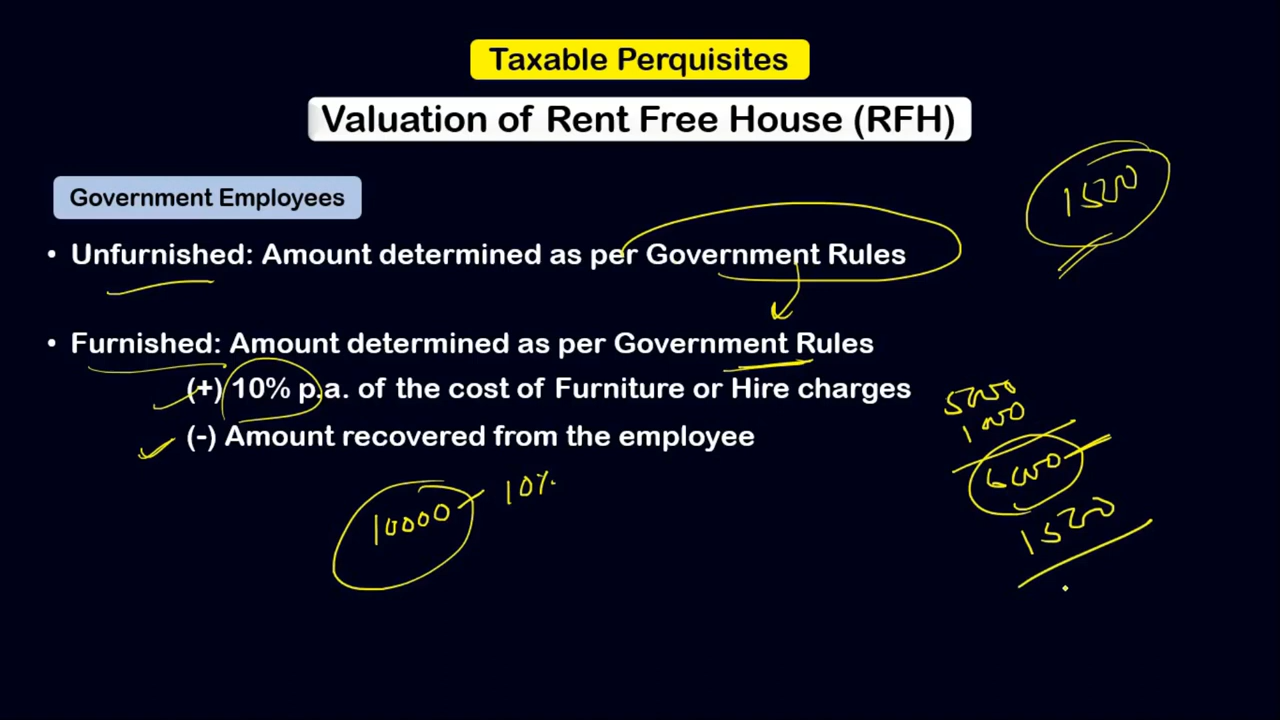 Taxable Perquisites
Valuation of Rent Free House (RFH)
Government Employees
1500
• Unfurnished: Amount determined as per Government Rules
• Furnished: Amount determined as per Government Rules
(+) 10% p.a. of the cost of Furniture or Hire charges
(-) Amount recovered from the employee
5000
1000
6000
1500
10000 - 10%